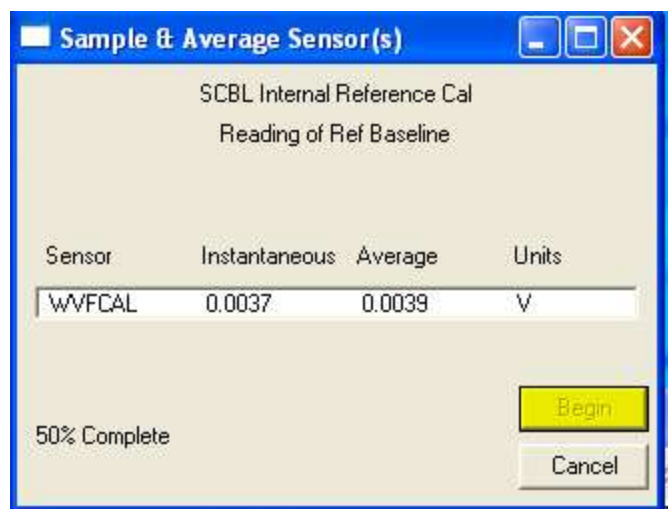 Sample & Average Sensor(s)
SCBL Internal Reference Cal
Reading of Ref Baseline
Sensor Instantaneous Average Units
WVFCAL 0.0037 0.0039 V
Begin
50% Complete
Cancel